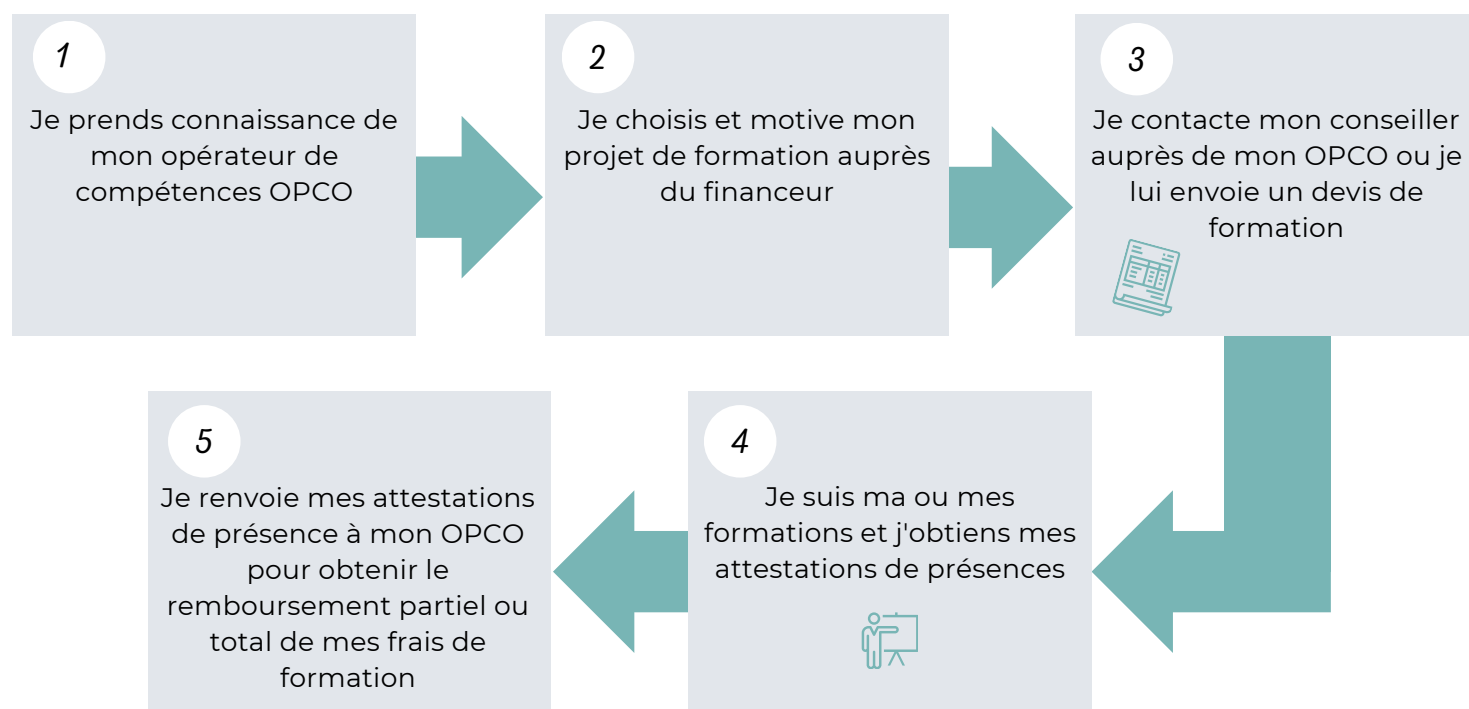 1
Je prends connaissance de
mon opérateur de
compétences OPCO
2
Je choisis et motive mon
projet de formation auprès
du financeur
3
Je contacte mon conseiller
auprès de mon OPCO ou je
lui envoie un devis de
formation
4
Je suis ma ou mes
formations et j'obtiens mes
attestations de présences
5
Je renvoie mes attestations
de présence à mon OPCO
pour obtenir le
remboursement partiel ou
total de mes frais de
formation